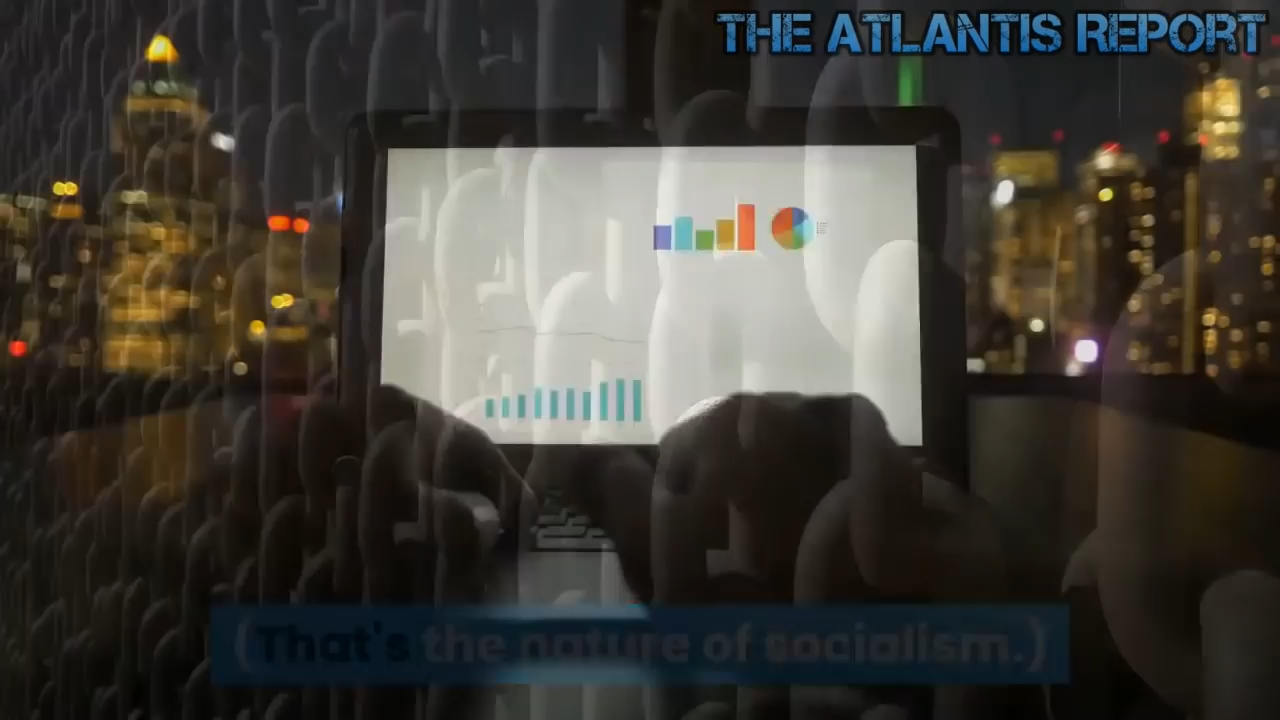 THE ATLANTIS REPORT
(That's the nature of socialism.)